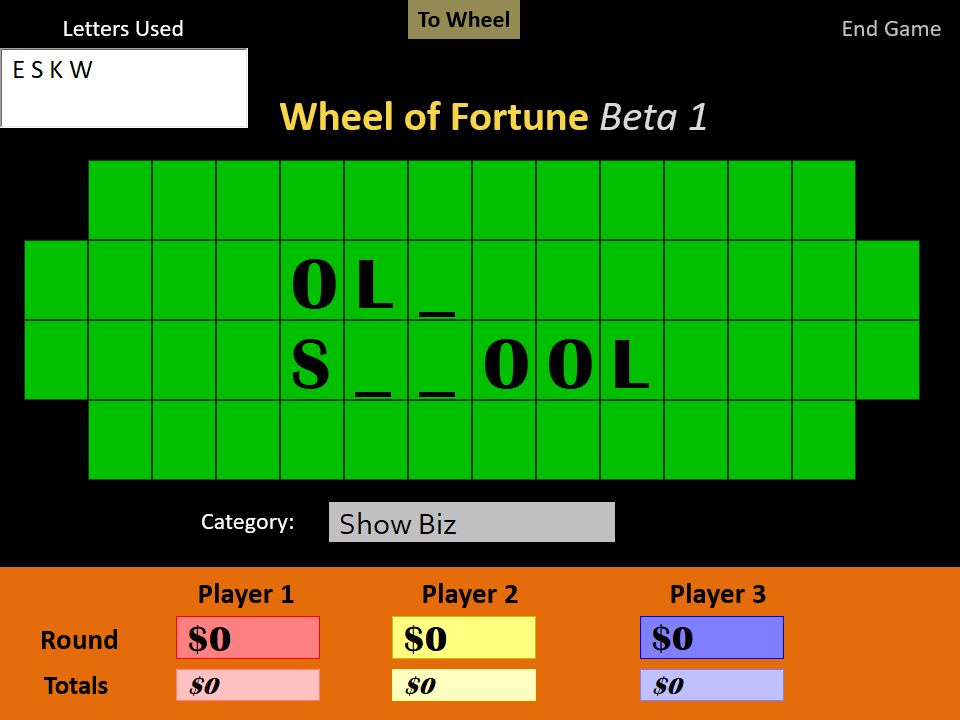 To Wheel
Letters Used
End Game
E S K W
Wheel of Fortune Beta 1
O L _
S _ _ O O L
Category: Show Biz
Player 1 Player 2 Player 3
Round $0 $0 $0
Totals $0 $0 $0